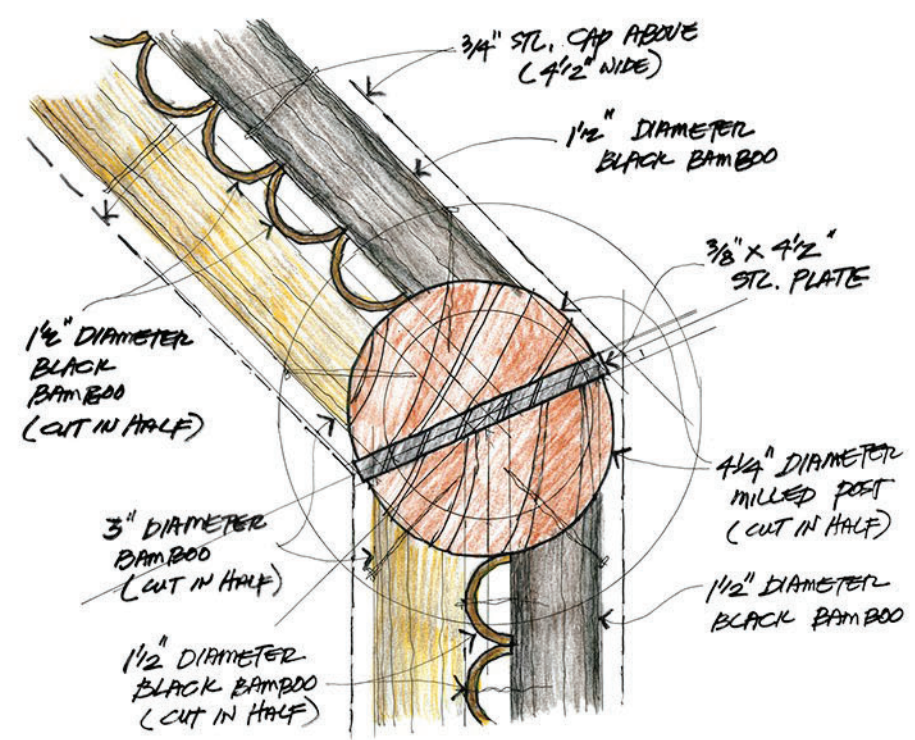 3/4" STL. CAP ABOVE
(4 1/2" WIDE)
1 1/2" DIAMETER
BLACK BAMBOO
3/8" X 4 1/2"
STL. PLATE
1 1/2" DIAMETER
BLACK
BAMBOO
(CUT IN HALF)
4 1/4" DIAMETER
MILLED POST
(CUT IN HALF)
3" DIAMETER
BAMBOO
(CUT IN HALF)
1 1/2" DIAMETER
BLACK BAMBOO
1 1/2" DIAMETER
BLACK BAMBOO
(CUT IN HALF)